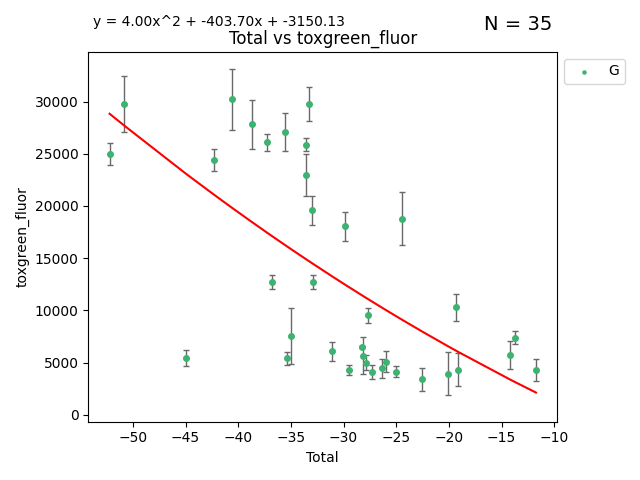 y = 4.00x^2 + -403.70x + -3150.13
N = 35
Total vs toxgreen_fluor
G
toxgreen_fluor
30000
25000
20000
15000
10000
5000
0
−50
−45
−40
−35
−30
−25
−20
−15
−10
Total